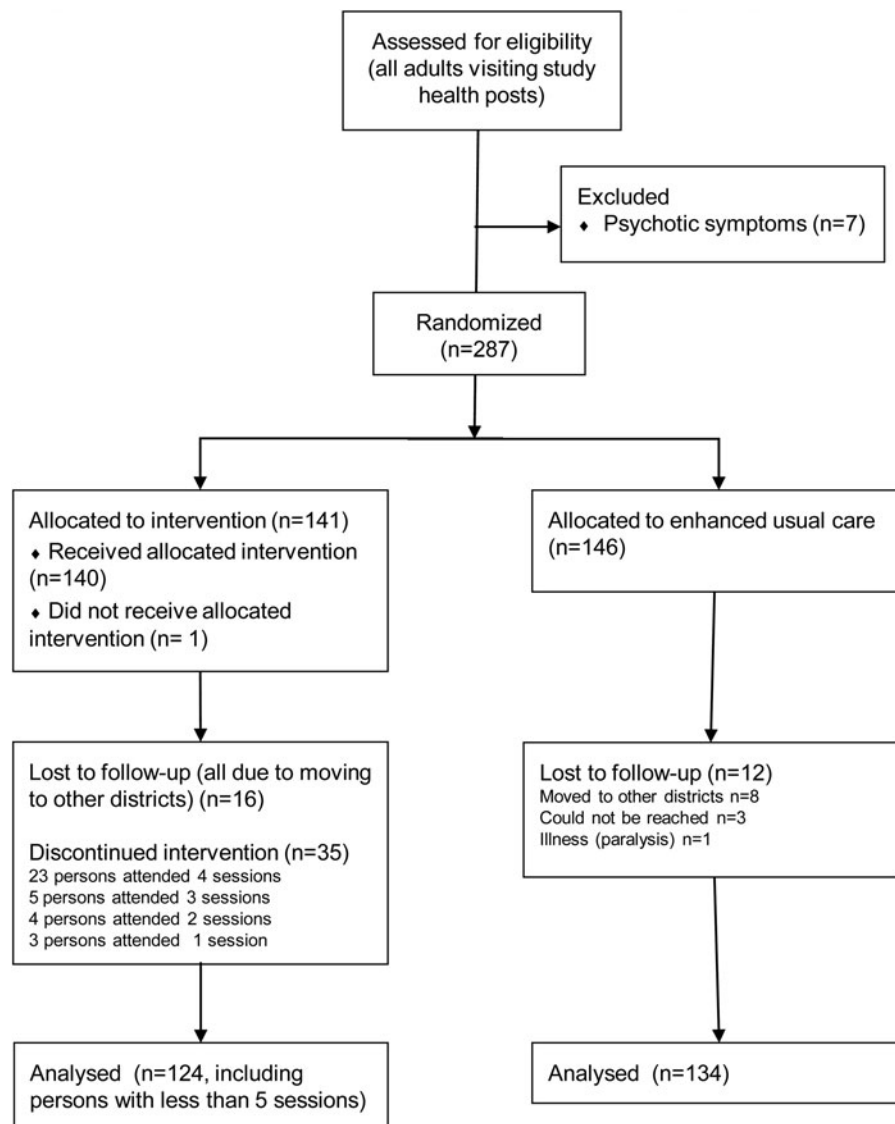 Assessed for eligibility
(all adults visiting study
health posts)
Excluded
♦ Psychotic symptoms (n=7)
Randomized
(n=287)
Allocated to intervention (n=141)
♦ Received allocated intervention
(n=140)
♦ Did not receive allocated
intervention (n= 1)
Allocated to enhanced usual care
(n=146)
Lost to follow-up (all due to moving
to other districts) (n=16)
Discontinued intervention (n=35)
23 persons attended 4 sessions
5 persons attended 3 sessions
4 persons attended 2 sessions
3 persons attended 1 session
Lost to follow-up (n=12)
Moved to other districts n=8
Could not be reached n=3
Illness (paralysis) n=1
Analysed (n=124, including
persons with less than 5 sessions)
Analysed (n=134)